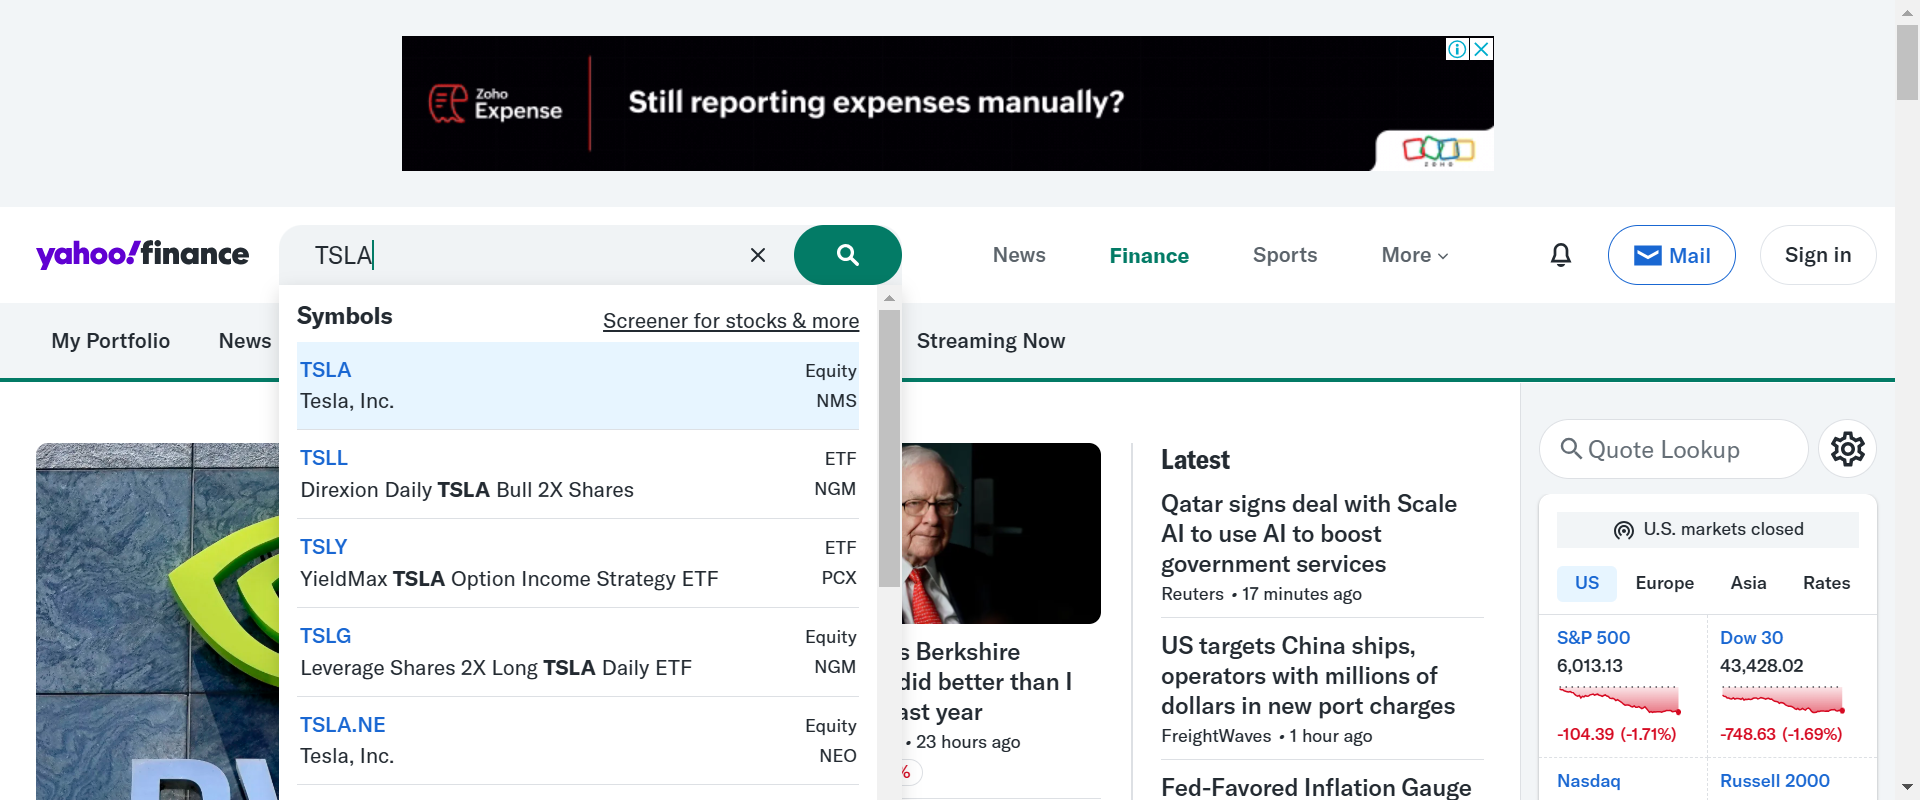 Zoho
Expense
Still reporting expenses manually?
ZOHO
yahoo!finance
TSLA
News
Finance
Sports
More
Mail
Sign in
My Portfolio
News
Streaming Now
Symbols
Screener for stocks & more
TSLA
Equity
Tesla, Inc.
NMS
TSLL
ETF
Direxion Daily TSLA Bull 2X Shares
NGM
TSLY
ETF
YieldMax TSLA Option Income Strategy ETF
PCX
TSLG
Equity
Leverage Shares 2X Long TSLA Daily ETF
NGM
TSLA.NE
Equity
Tesla, Inc.
NEO
s Berkshire
did better than I
ast year
• 23 hours ago
%
Latest
Qatar signs deal with Scale
AI to use AI to boost
government services
Reuters • 17 minutes ago
US targets China ships,
operators with millions of
dollars in new port charges
FreightWaves • 1 hour ago
Fed-Favored Inflation Gauge
Quote Lookup
U.S. markets closed
US
Europe
Asia
Rates
S&P 500
6,013.13
-104.39 (-1.71%)
Dow 30
43,428.02
-748.63 (-1.69%)
Nasdaq
Russell 2000